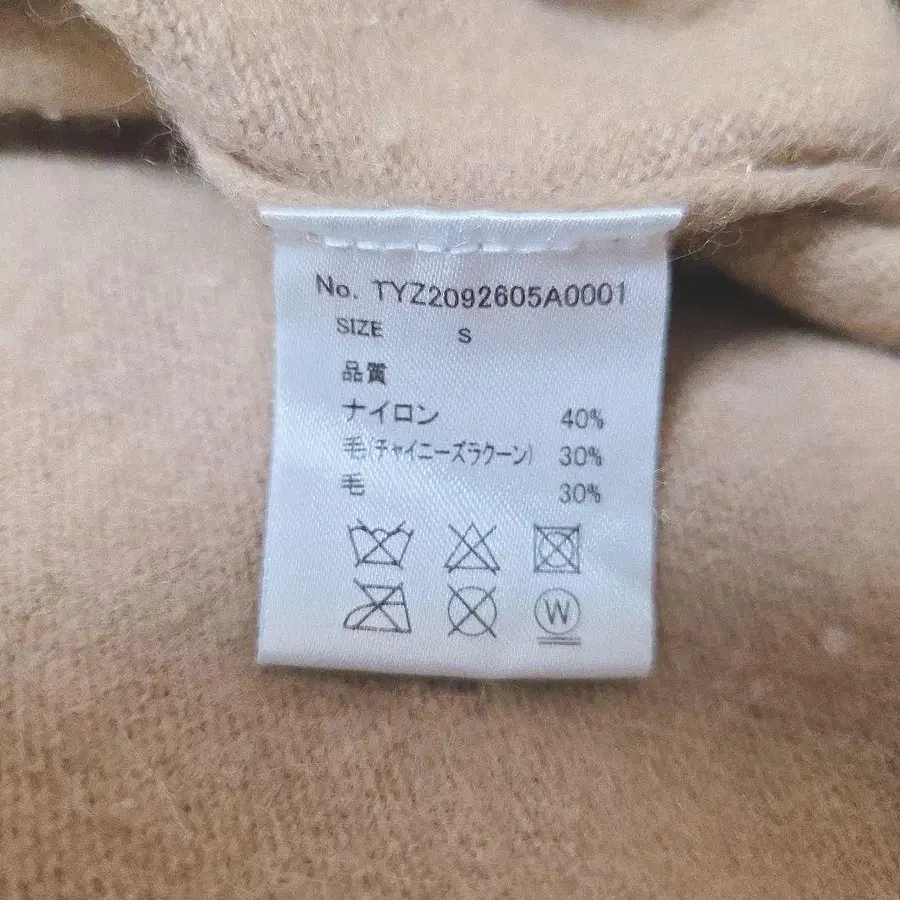 No. TYZ2092605A0001
SIZE S
品質
ナイロン 40%
毛(チャイニーズラクーン) 30%
毛 30%
W